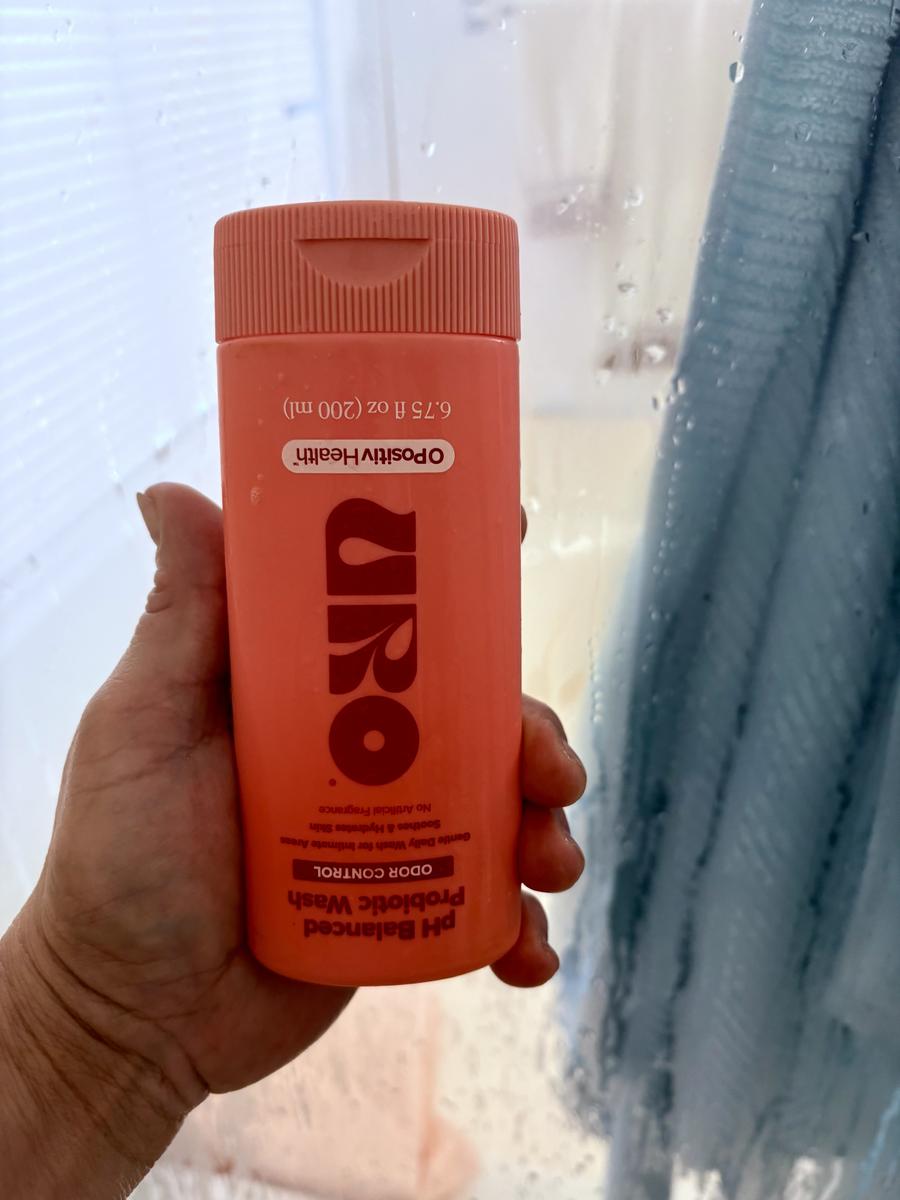 pH Balanced
Probiotic Wash
ODOR CONTROL
Gentle Daily Wash for Intimate Areas
Soothes & Hydrates Skin
No Artificial Fragrance
URO
OPositiv Health™
6.75 fl oz (200 ml)